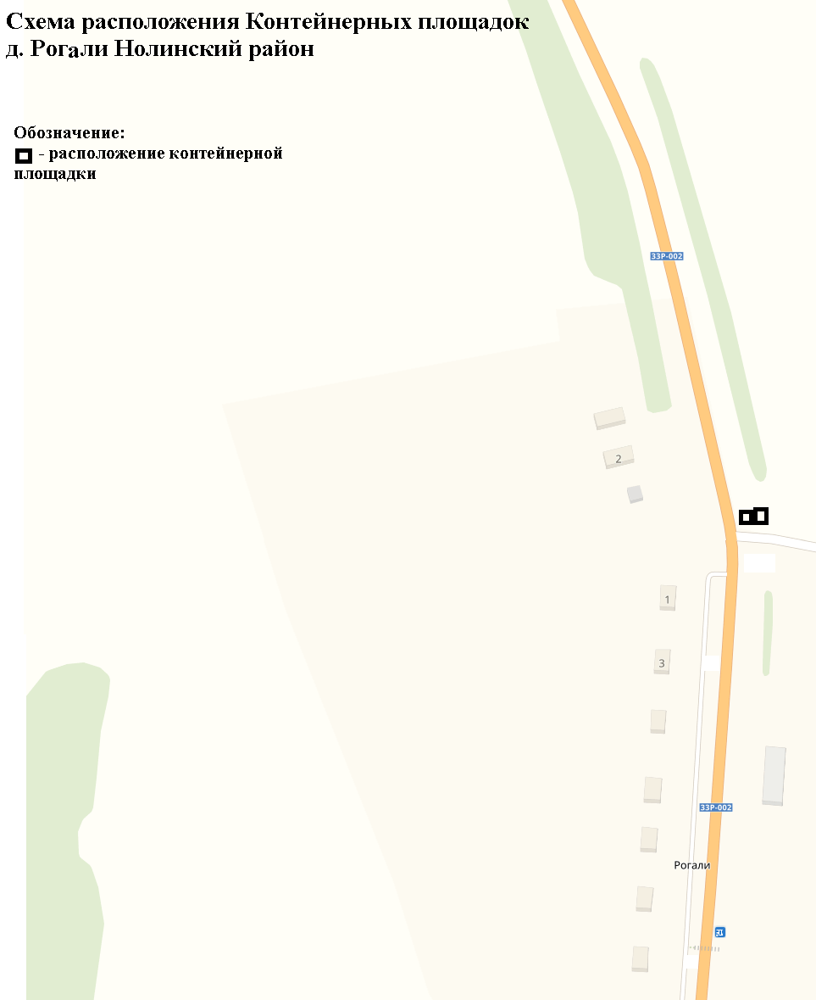 Схема расположения Контейнерных площадок
д. Рогали Нолинский район
Обозначение:
- расположение контейнерной
площадки
33Р-002
2
1
3
33Р-002
Рогали